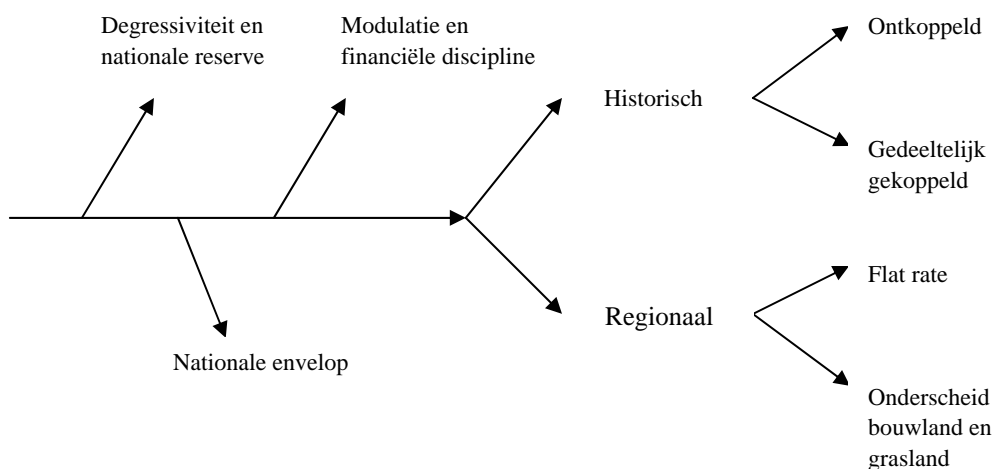 Degressiviteit en
nationale reserve
Modulatie en
financiële discipline
Ontkoppeld
Historisch
Gedeeltelijk
gekoppeld
Flat rate
Regionaal
Nationale envelop
Onderscheid
bouwland en
grasland